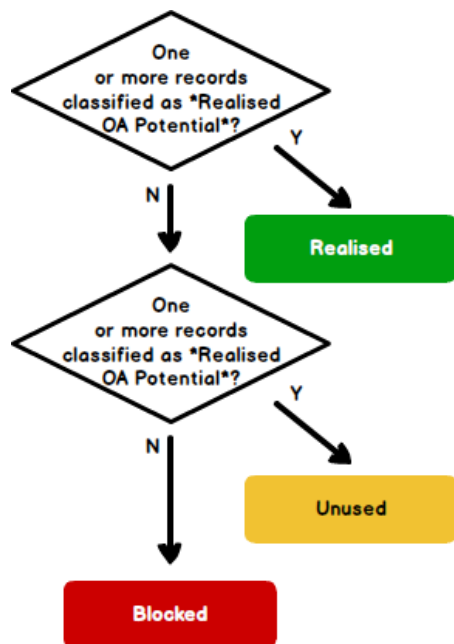 One
or more records
classified as *Realised
OA Potential*?
Y
N
Realised
One
or more records
classified as *Realised
OA Potential*?
Y
N
Unused
Blocked